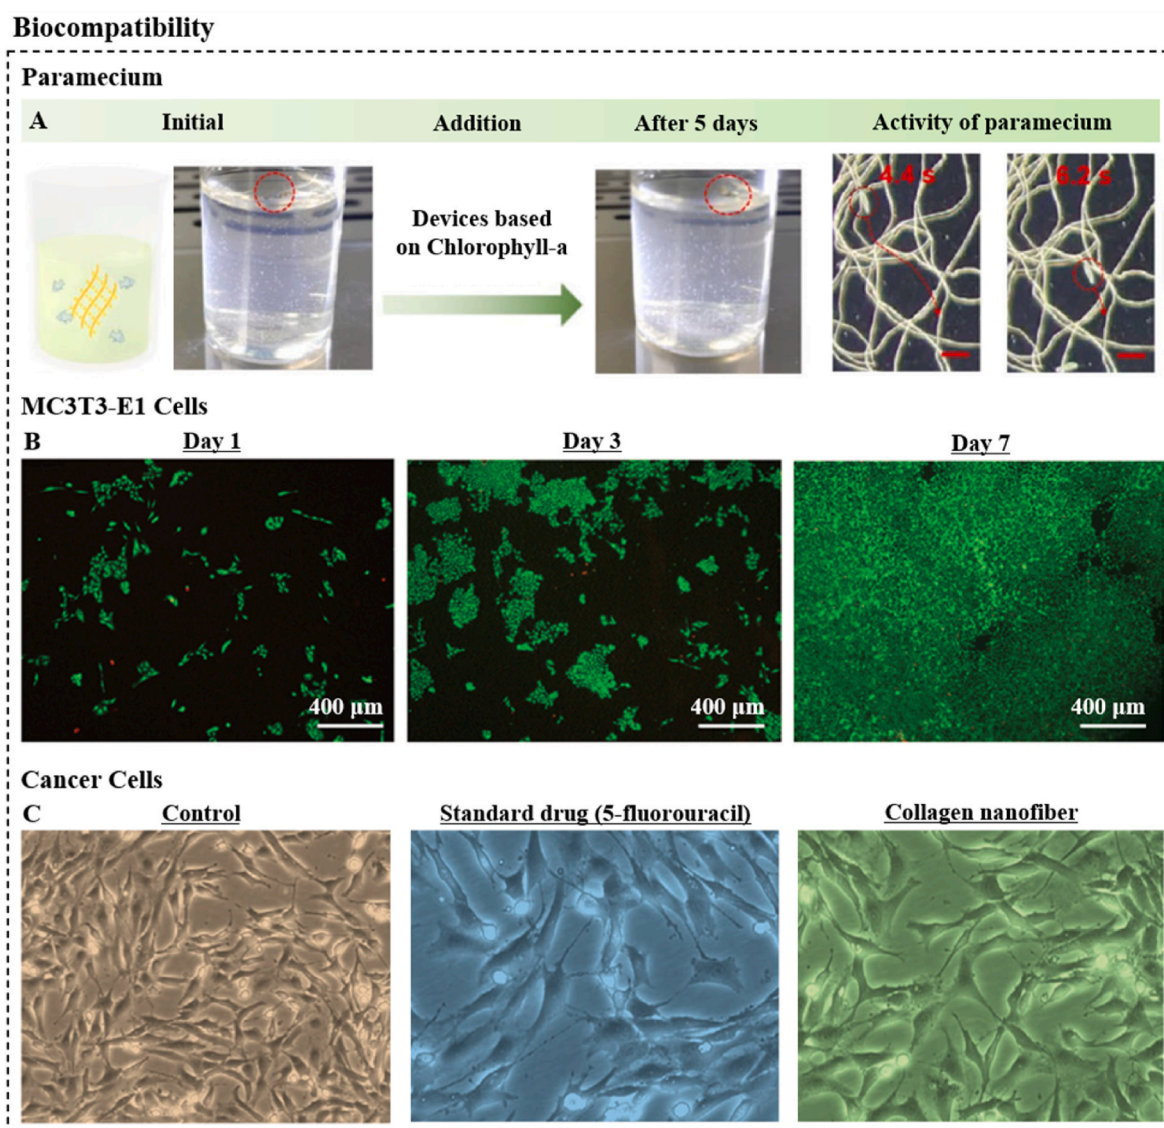 Biocompatibility
Paramecium
A Initial Addition After 5 days Activity of paramecium
4.4 s 6.2 s
Devices based
on Chlorophyll-a
MC3T3-E1 Cells
B Day 1 Day 3 Day 7
400 μm 400 μm 400 μm
Cancer Cells
C Control Standard drug (5-fluorouracil) Collagen nanofiber